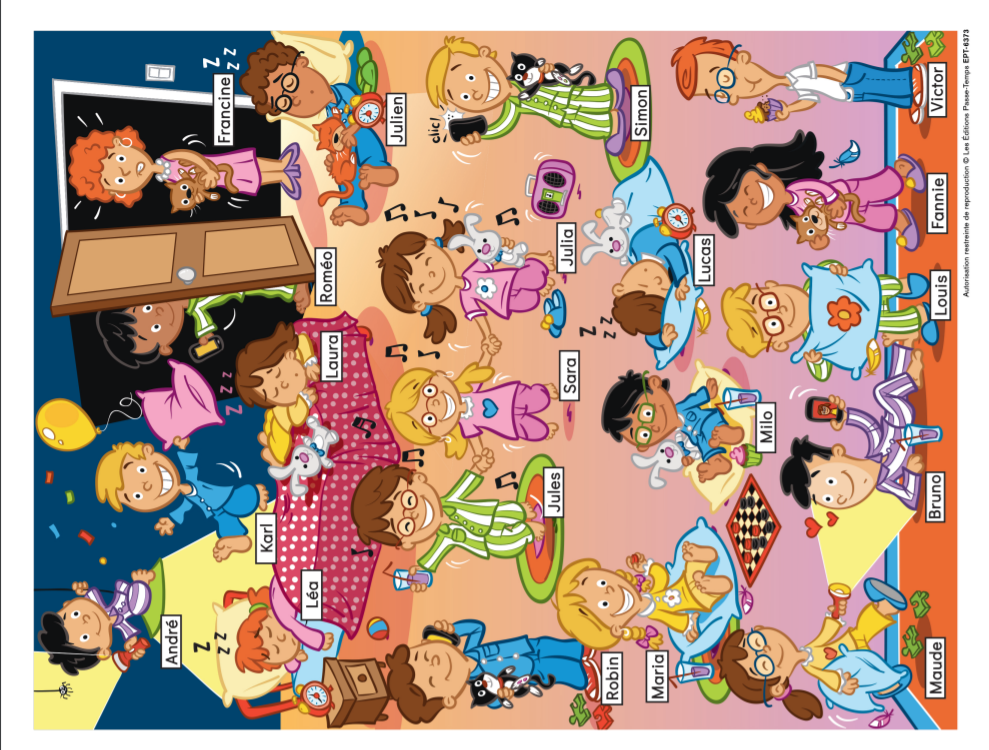 André
Z z z
Francine
Z z z
Z z z
Karl
Léa
Laura
Roméo
Julien
clic!
Jules
Sara
Julia
Simon
Z z z
Robin
Maria
Milo
Lucas
Maude
Bruno
Louis
Fannie
Victor
Autorisation restreinte de reproduction © Les Éditions Passe-Temps EPT-6373